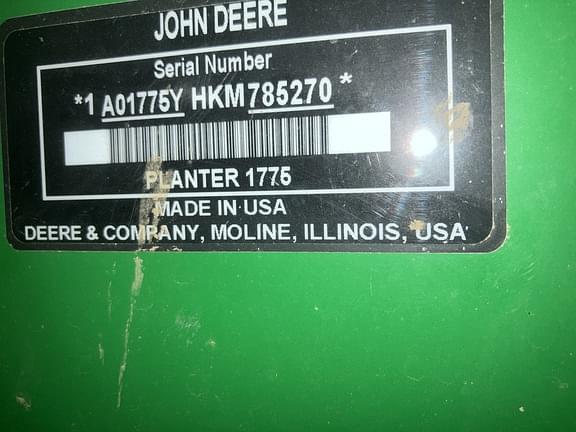 JOHN DEERE
Serial Number
*1 A01775Y HKM785270 *
PLANTER 1775
MADE IN USA
DEERE & COMPANY, MOLINE, ILLINOIS, USA